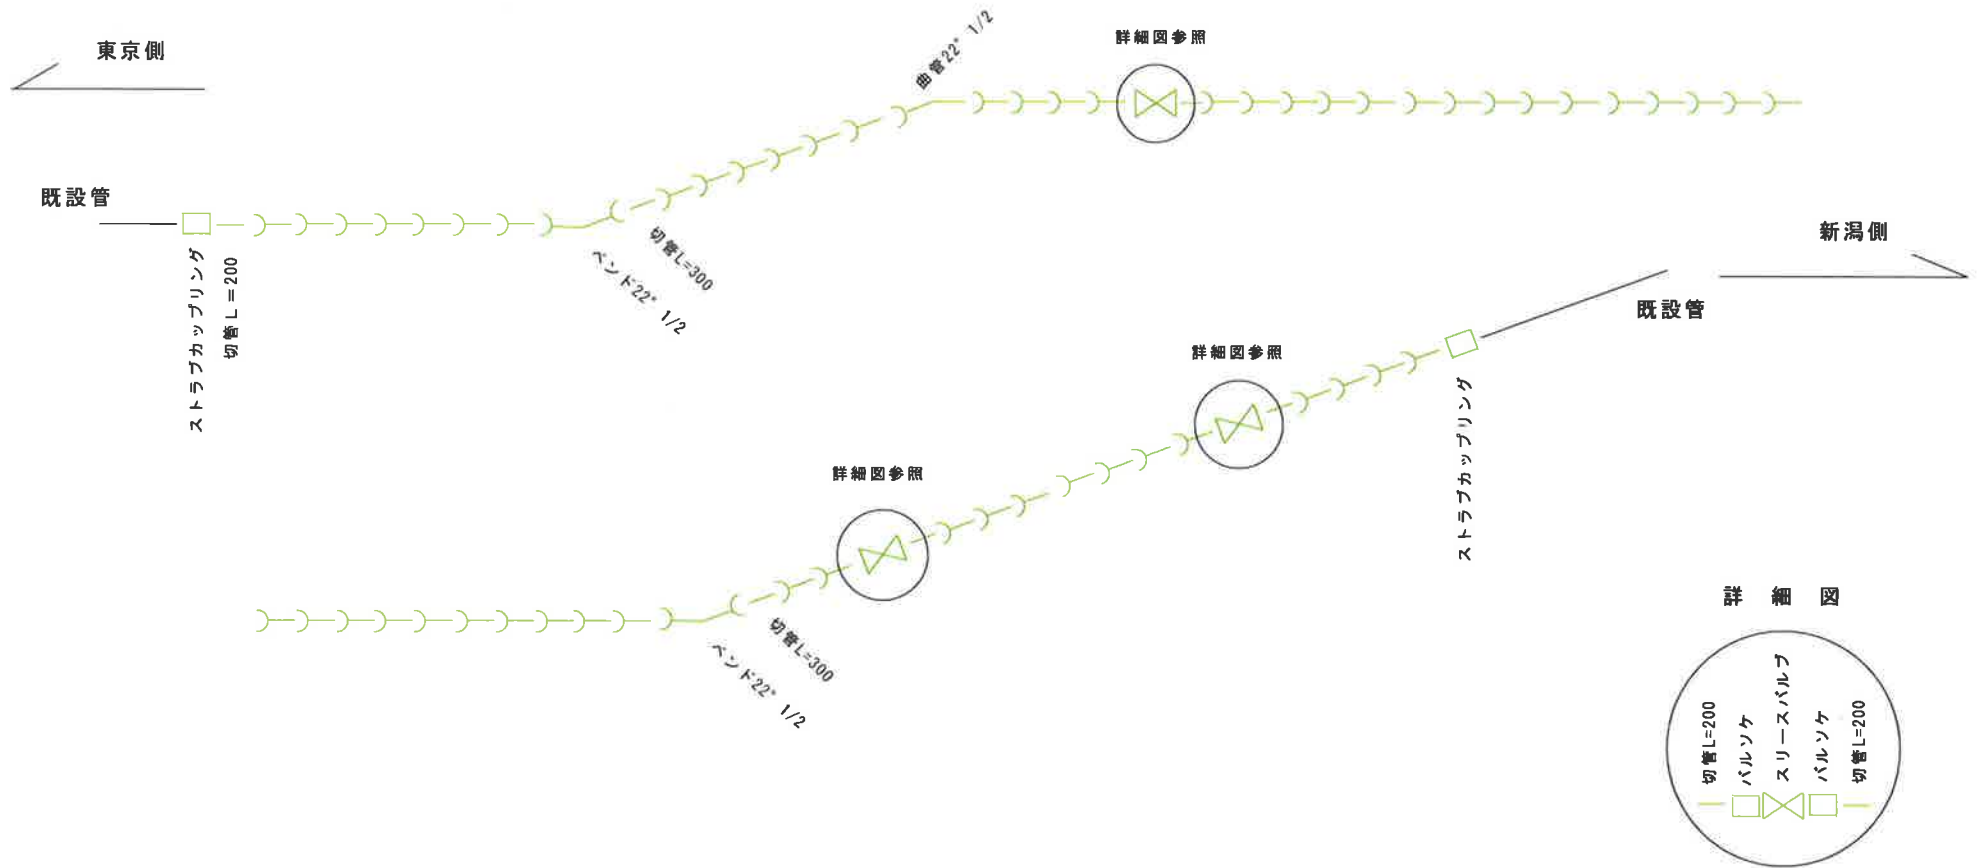 東京側
曲管22° 1/2
詳細図参照
既設管
ストラブカップリング
切管L=200
切管L=300
ベンド22° 1/2
新潟側
既設管
詳細図参照
ストラブカップリング
詳細図参照
切管L=300
ベンド22° 1/2
詳細図
切管L=200
バルソケ
スリースバルブ
バルソケ
切管L=200